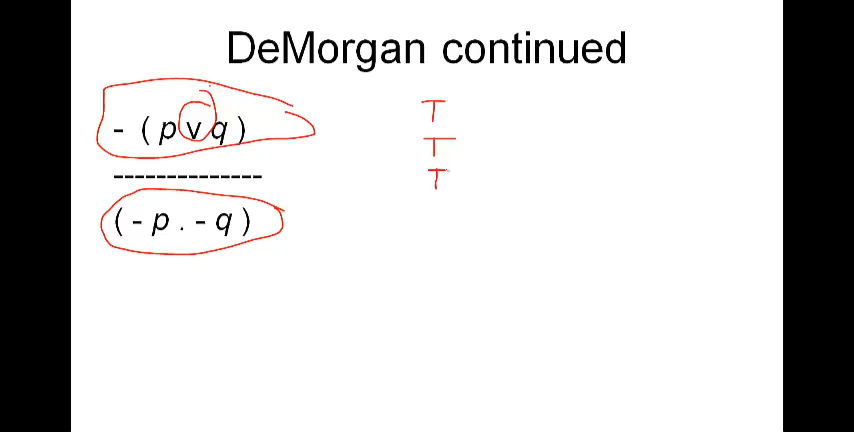 DeMorgan continued
- ( p v q )
T
T
--------------
T
( - p . - q )